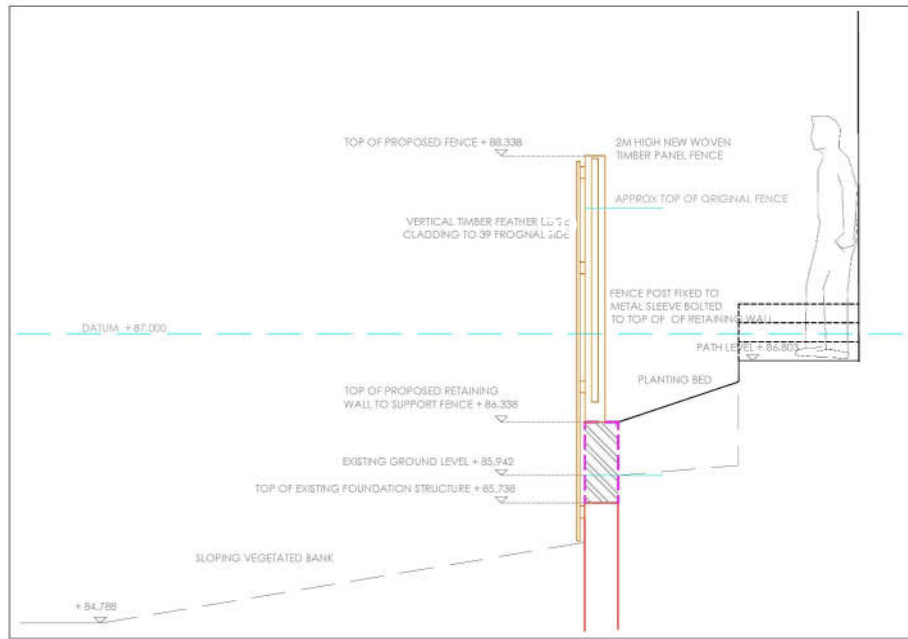 TOP OF PROPOSED FENCE + 88.338
2M HIGH NEW WOVEN
TIMBER PANEL FENCE
APPROX TOP OF ORIGINAL FENCE
VERTICAL TIMBER FEATHER
CLADDING TO 39 FROGNAL SIDE
FENCE POST FIXED TO
METAL SLEEVE BOLTED
TO TOP OF OF RETAINING WALL
DATUM +87.000
PATH LEVEL + 86.803
PLANTING BED
TOP OF PROPOSED RETAINING
WALL TO SUPPORT FENCE + 86.338
EXISTING GROUND LEVEL + 85.942
TOP OF EXISTING FOUNDATION STRUCTURE + 85.738
SLOPING VEGETATED BANK
+ 84.788